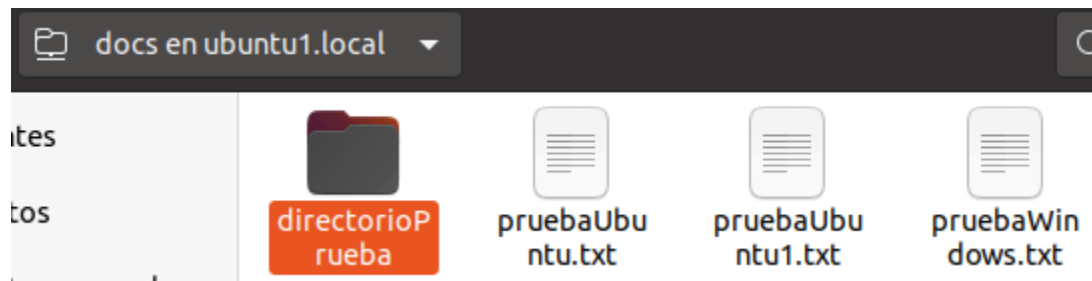 docs en ubuntu1.local
ntes
tos
directorioP
rueba
pruebaUbu
ntu.txt
pruebaUbu
ntu1.txt
pruebaWin
dows.txt